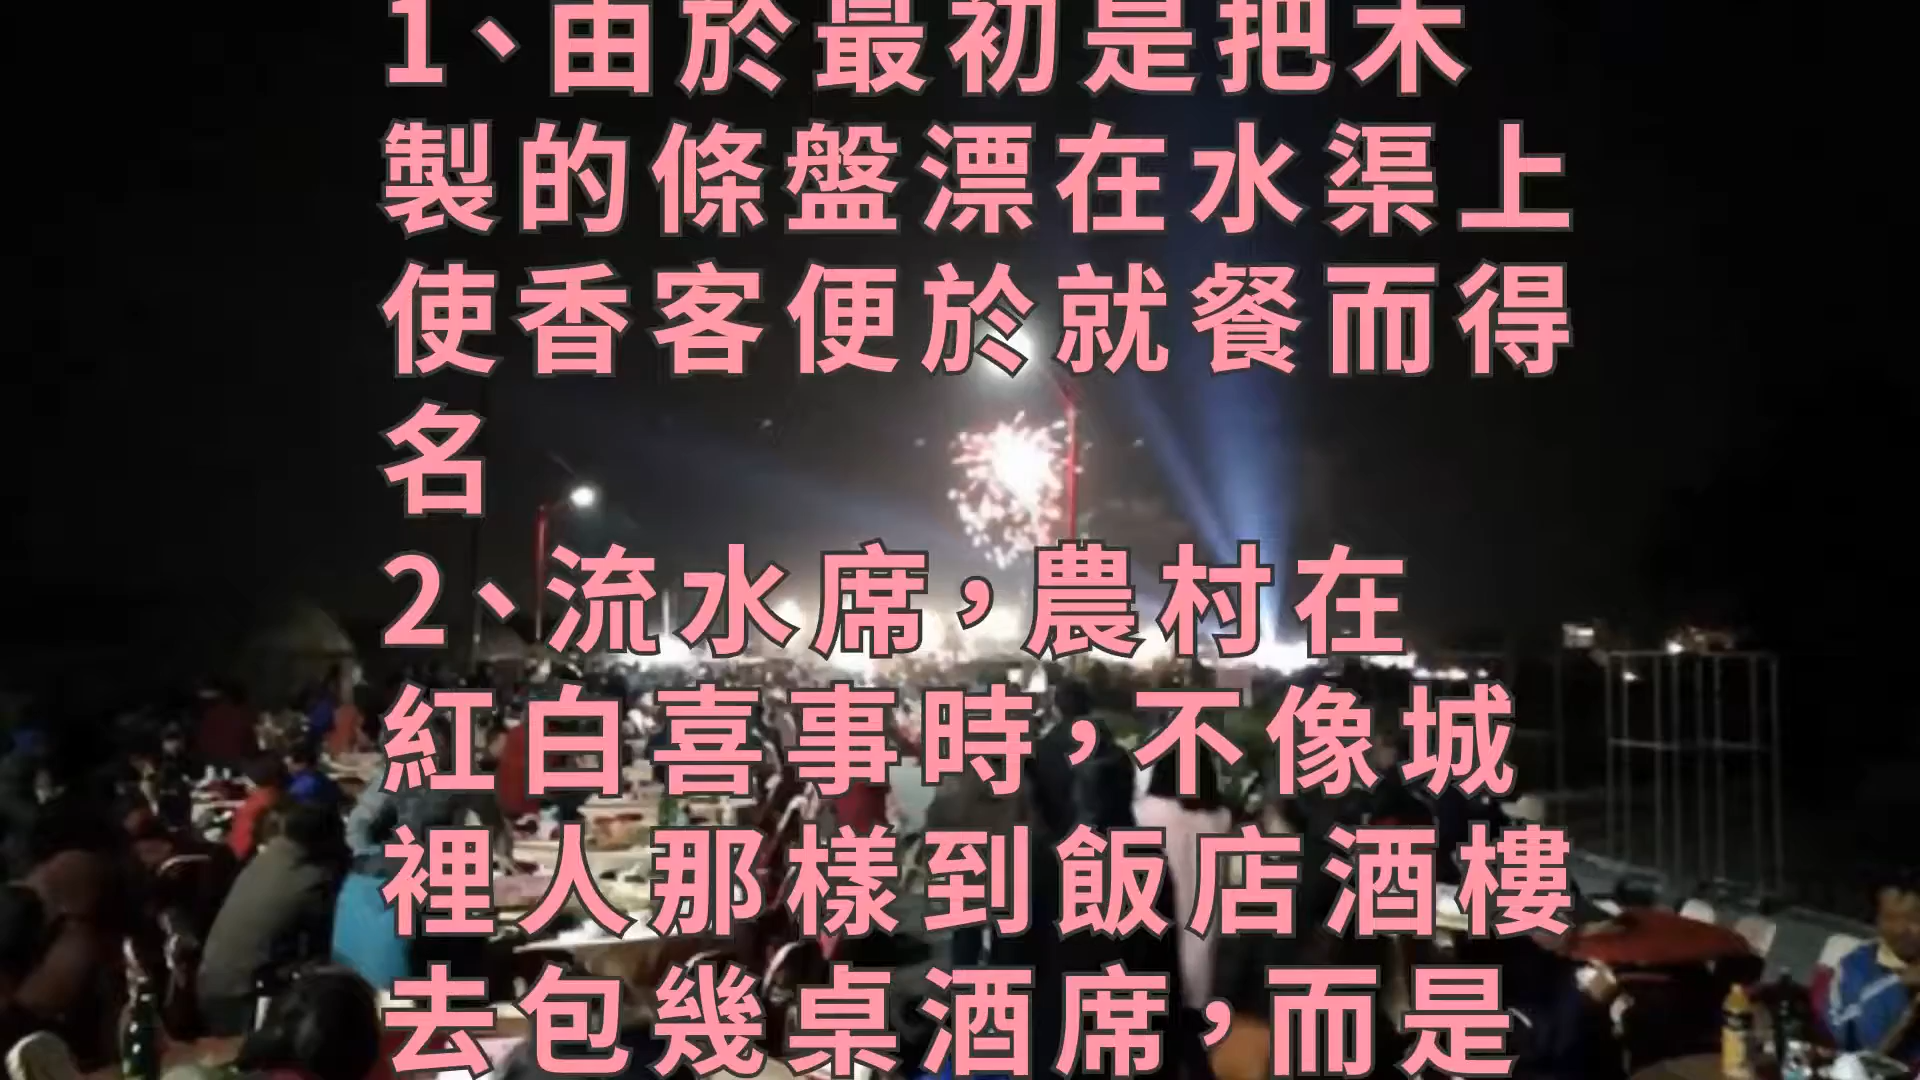 1、由於最初是把木
製的條盤漂在水渠上
使香客便於就餐而得
名
2、流水席，農村在
紅白喜事時，不像城
裡人那樣到飯店酒樓
去包幾桌酒席，而是